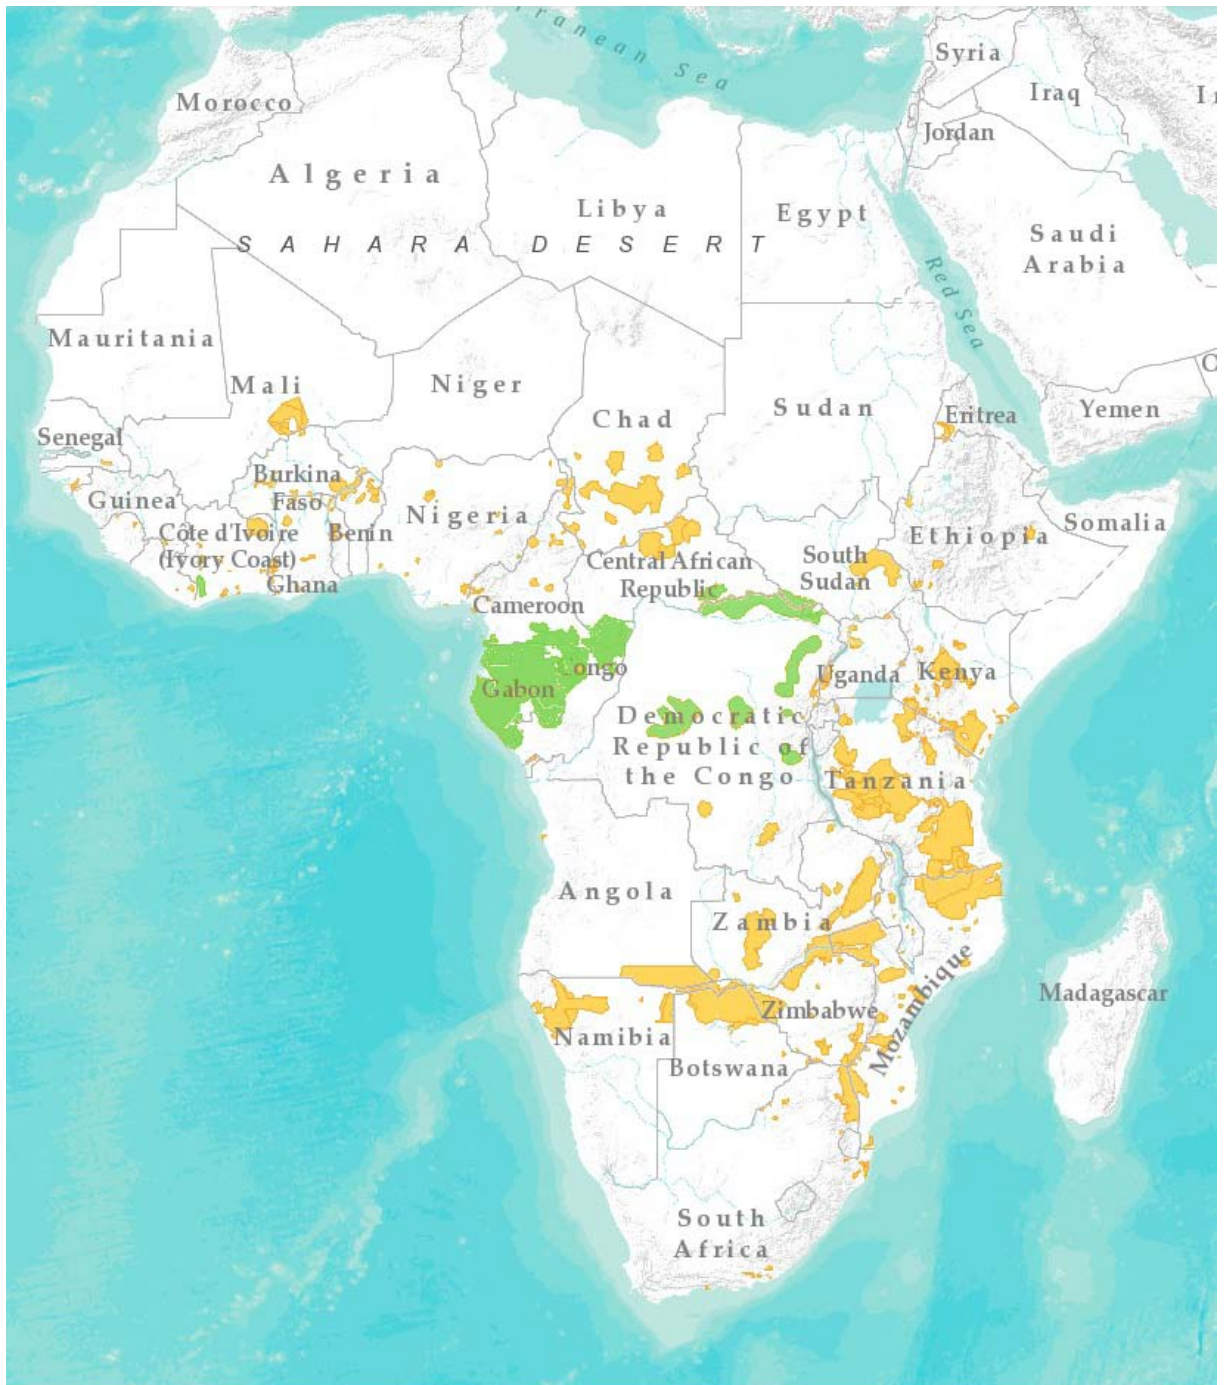 ranean Sea
Syria
Iraq
Morocco
Jordan
Algeria
Libya
Egypt
Saudi
Arabia
SAHARA DESERT
Red Sea
Mauritania
Mali
Niger
Chad
Sudan
Eritrea
Yemen
Senegal
Burkina
Faso
Guinea
Nigeria
Côte d'Ivoire
(Ivory Coast)
Benin
Ghana
Ethiopia
Somalia
Central African
Republic
South
Sudan
Cameroon
Congo
Gabon
Uganda
Kenya
Democratic
Republic of
the Congo
Tanzania
Angola
Zambia
Mozambique
Madagascar
Zimbabwe
Namibia
Botswana
South
Africa